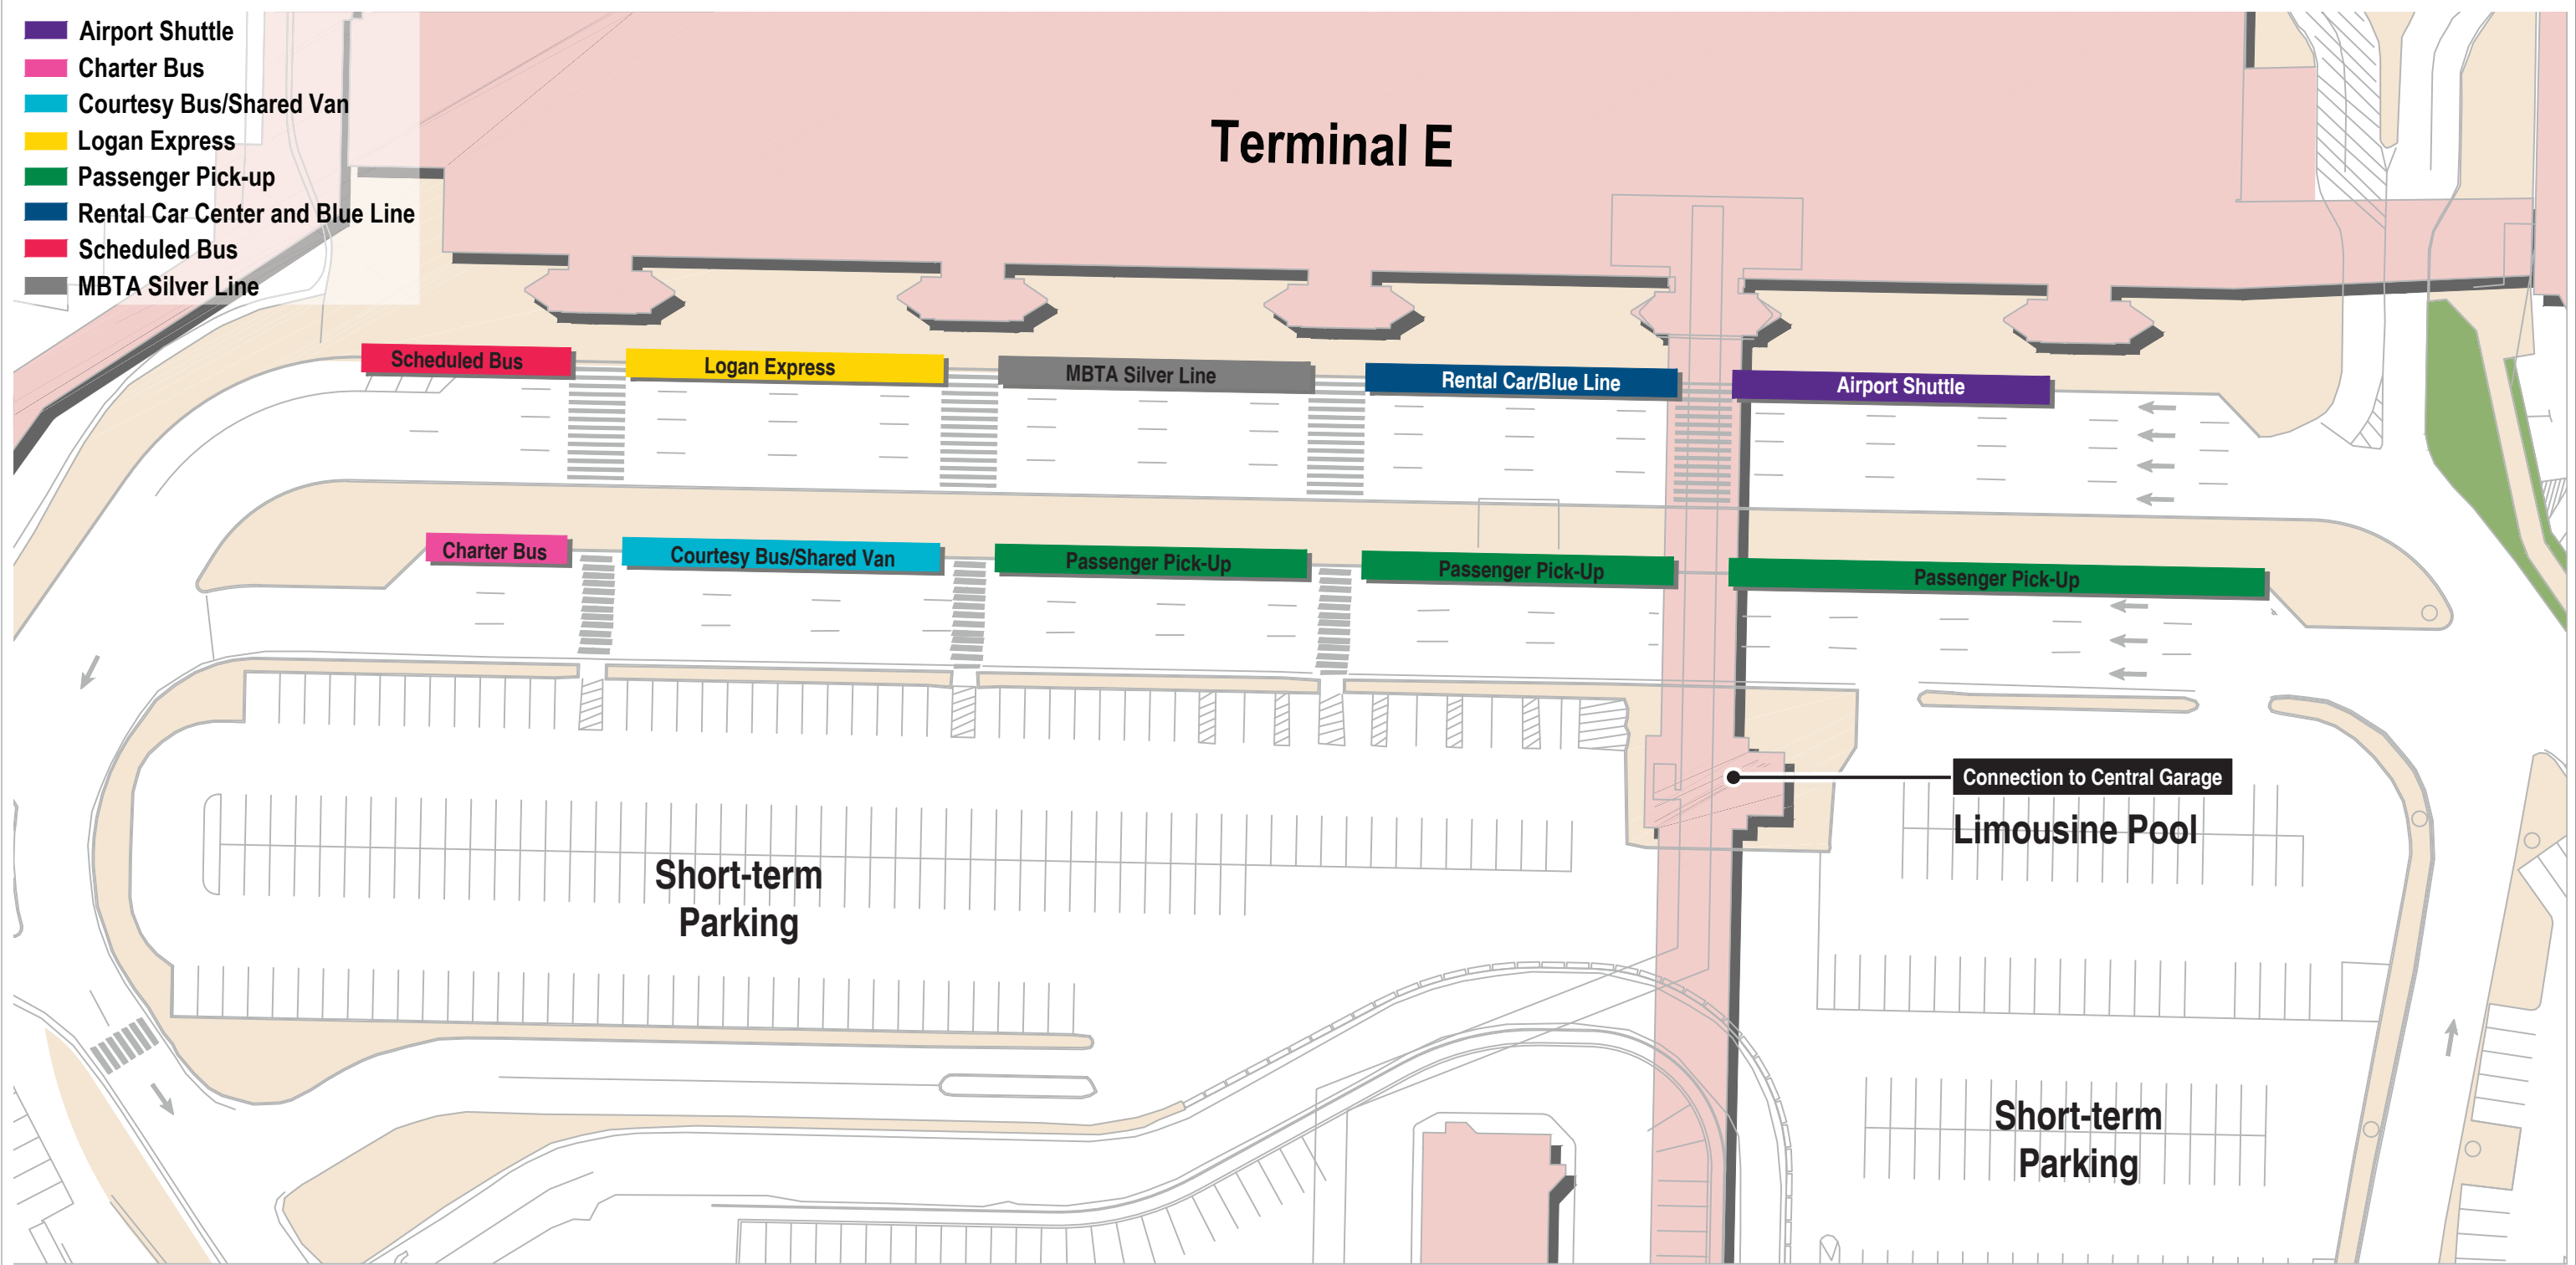 Airport Shuttle
Charter Bus
Courtesy Bus/Shared Van
Logan Express
Passenger Pick-up
Rental Car Center and Blue Line
Scheduled Bus
MBTA Silver Line
Terminal E
Scheduled Bus
Logan Express
MBTA Silver Line
Rental Car/Blue Line
Airport Shuttle
Charter Bus
Courtesy Bus/Shared Van
Passenger Pick-Up
Passenger Pick-Up
Passenger Pick-Up
Connection to Central Garage
Limousine Pool
Short-term
Parking
Short-term
Parking